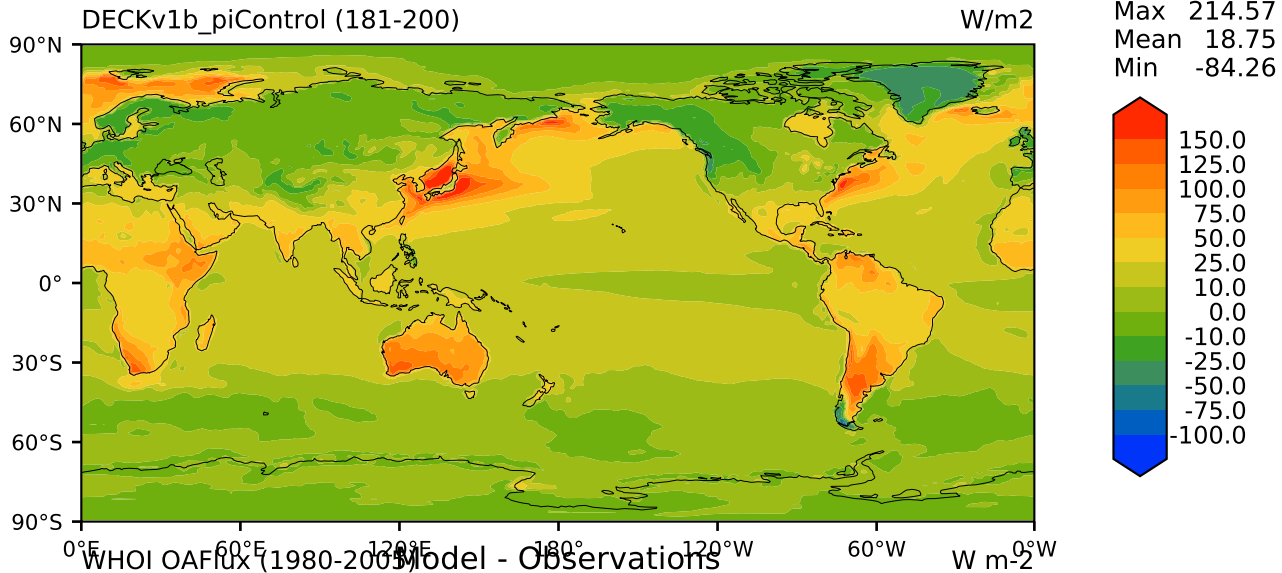 DECKv1b_piControl (181-200) W/m2
Max 214.57
Mean 18.75
Min -84.26
90°N
60°N
30°N
0°
30°S
60°S
90°S
150.0
125.0
100.0
75.0
50.0
25.0
10.0
0.0
-10.0
-25.0
-50.0
-75.0
-100.0
0°E 60°E 120°E 180° 120°W 60°W 0°W
WHOI OAFlux (1980-2005) Model - Observations W m-2